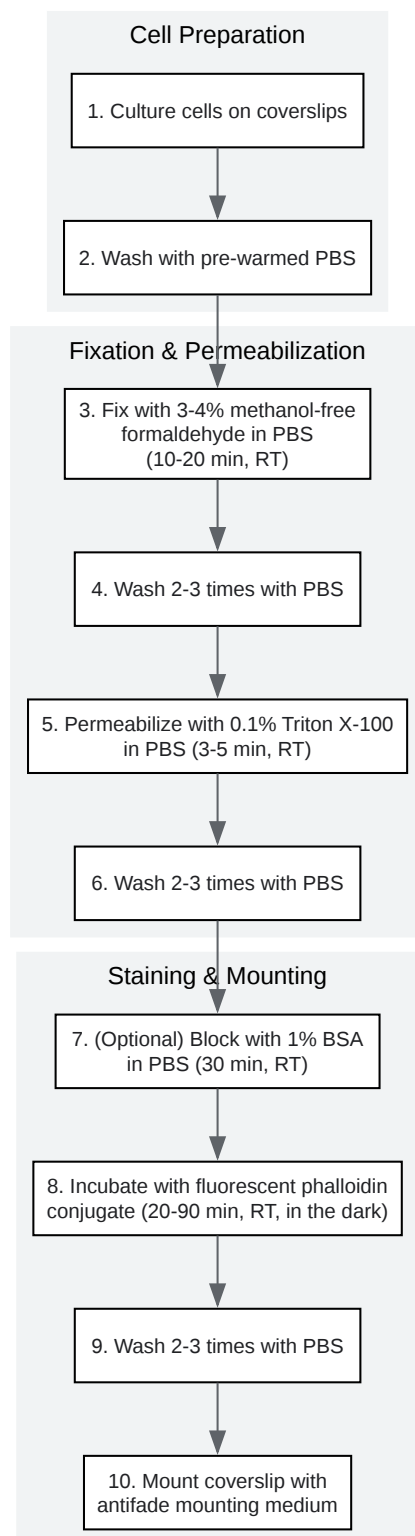 Cell Preparation
1. Culture cells on coverslips
2. Wash with pre-warmed PBS
Fixation & Permeabilization
3. Fix with 3-4% methanol-free
formaldehyde in PBS
(10-20 min, RT)
4. Wash 2-3 times with PBS
5. Permeabilize with 0.1% Triton X-100
in PBS (3-5 min, RT)
6. Wash 2-3 times with PBS
Staining & Mounting
7. (Optional) Block with 1% BSA
in PBS (30 min, RT)
8. Incubate with fluorescent phalloidin
conjugate (20-90 min, RT, in the dark)
9. Wash 2-3 times with PBS
10. Mount coverslip with
antifade mounting medium